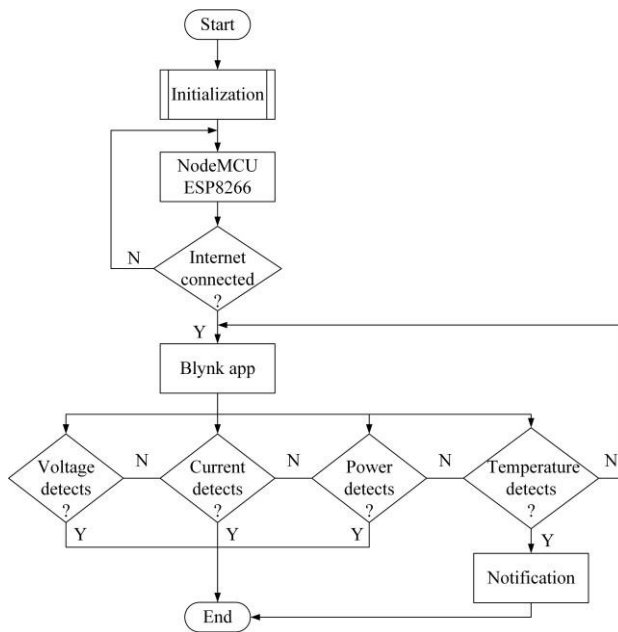 Start
Initialization
NodeMCU
ESP8266
N
Internet
connected
?
Y
Blynk app
Voltage
detects
?
N
Current
detects
?
N
Power
detects
?
N
Temperature
detects
?
N
Y
Y
Y
Y
Notification
End